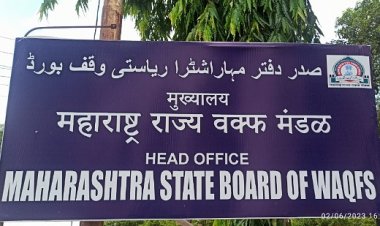 صدر دفتر مہاراشٹرا ریاستی وقف بورڈ
मुख्यालय
महाराष्ट्र राज्य वक्फ मंडळ
HEAD OFFICE
MAHARASHTRA STATE BOARD OF WAQFS
02/06/2023 10: